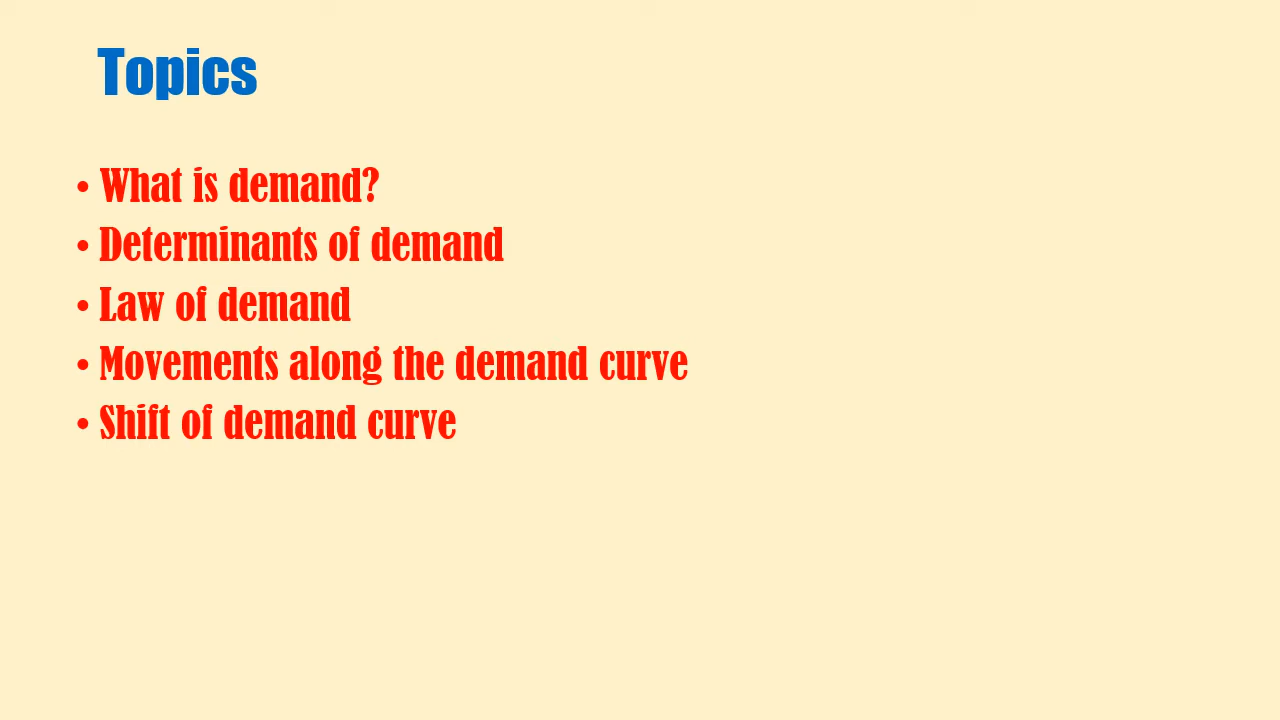 Topics
• What is demand?
• Determinants of demand
• Law of demand
• Movements along the demand curve
• Shift of demand curve